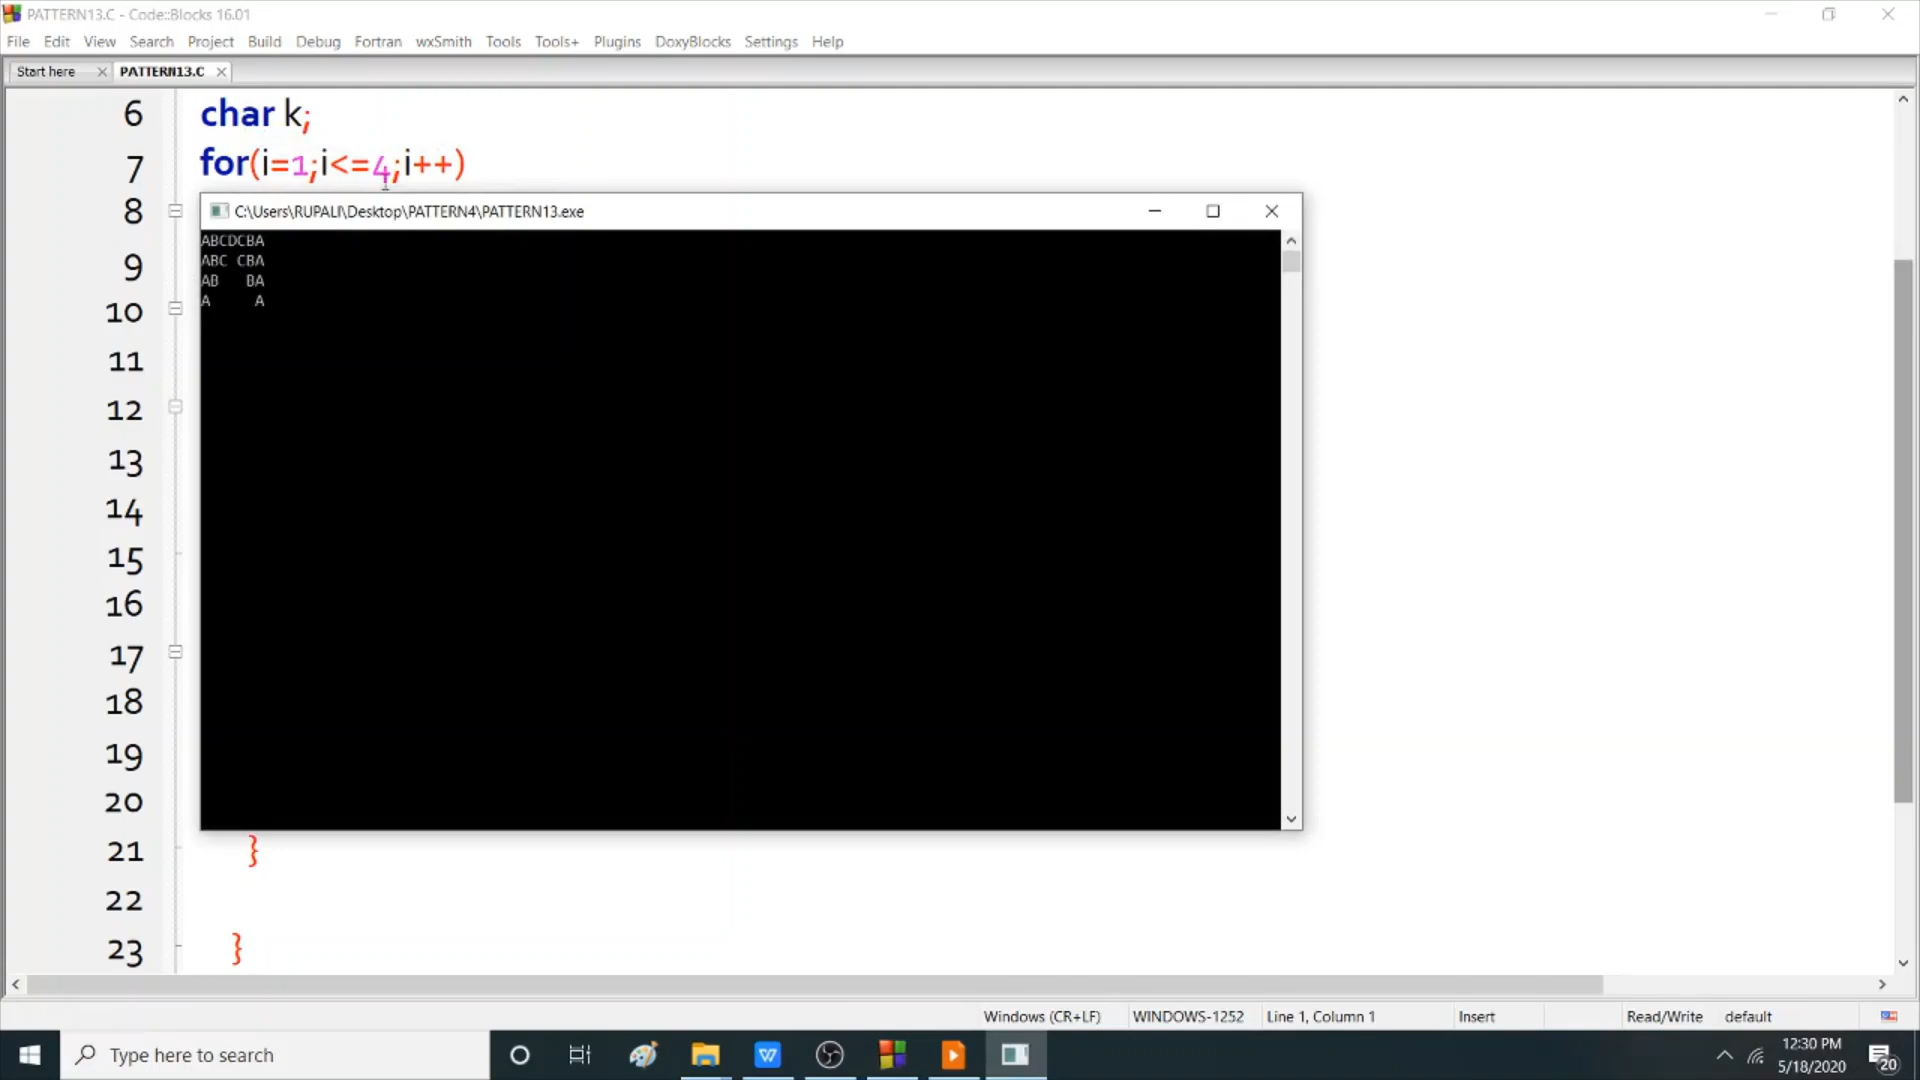 PATTERN13.C - Code::Blocks 16.01
File Edit View Search Project Build Debug Fortran wxSmith Tools Tools+ Plugins DoxyBlocks Settings Help
Start here PATTERN13.C
6 char k;
7 for(i=1;i<=4;i++)
8 C:\Users\RUPALI\Desktop\PATTERN4\PATTERN13.exe
ABCDCBA
9 ABC CBA
AB   BA
10 A     A
11
12
13
14
15
16
17
18
19
20
21 }
22
23 }
Windows (CR+LF) WINDOWS-1252 Line 1, Column 1 Insert Read/Write default
Type here to search
12:30 PM
5/18/2020
20